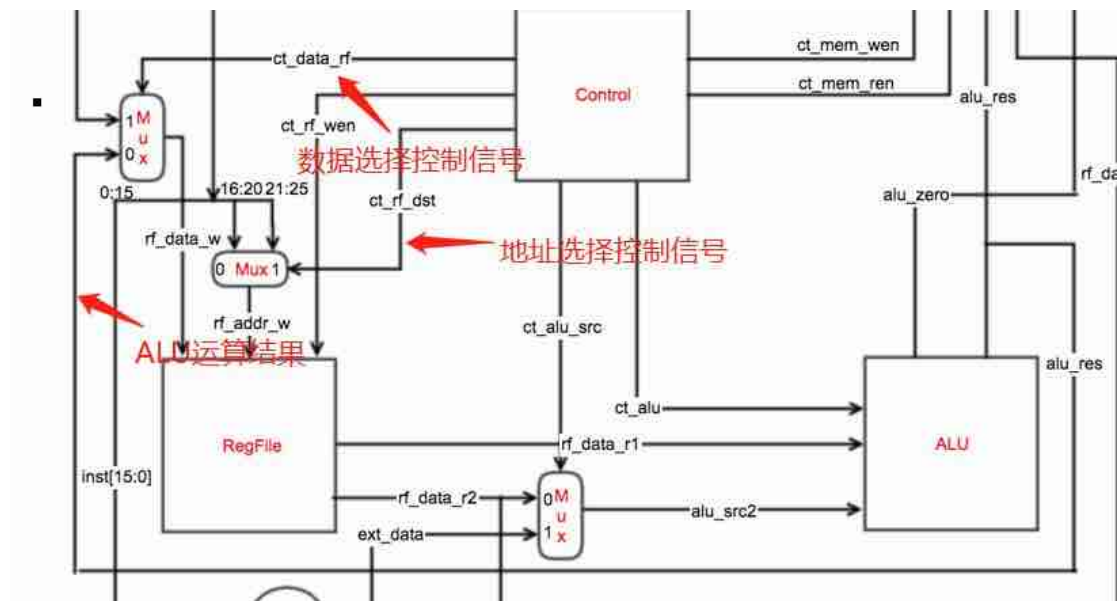 ct_mem_wen
ct_data_rf
Control
ct_mem_ren
alu_res
1
M
u
x
0
ct_rf_wen
数据选择控制信号
0:15
16:20
21:25
ct_rf_dst
alu_zero
rf_da
rf_data_w
地址选择控制信号
0 Mux 1
rf_addr_w
ct_alu_src
ALU运算结果
alu_res
ct_alu
RegFile
rf_data_r1
ALU
inst[15:0]
rf_data_r2
0
M
u
x
1
alu_src2
ext_data